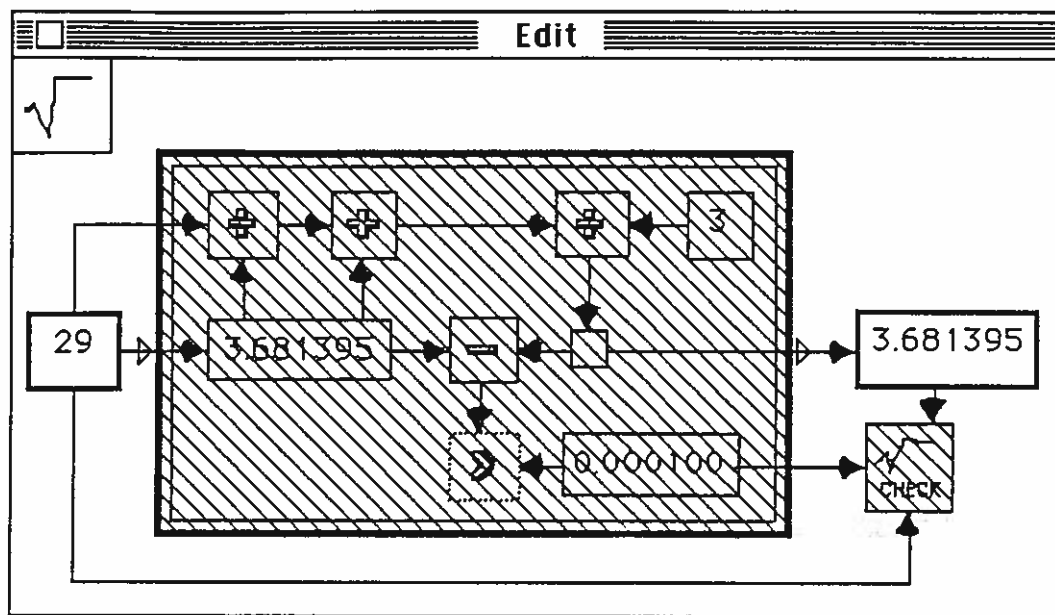 Edit
√
÷ + ÷ 3
29 3.681395 − 3.681395
> 0.000100 √
CHECK